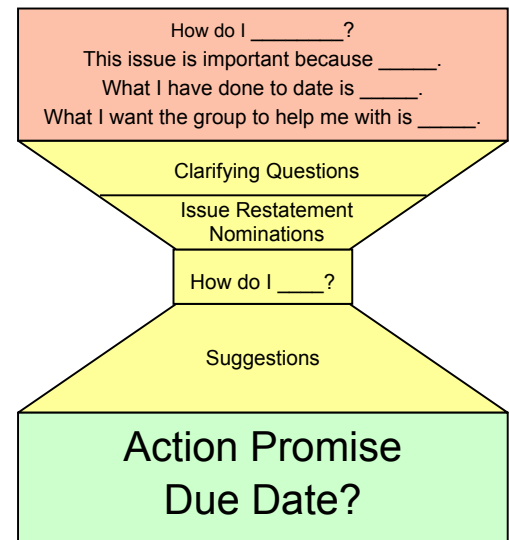 How do I ________?
This issue is important because _____.
What I have done to date is _____.
What I want the group to help me with is _____.
Clarifying Questions
Issue Restatement
Nominations
How do I ____?
Suggestions
Action Promise
Due Date?